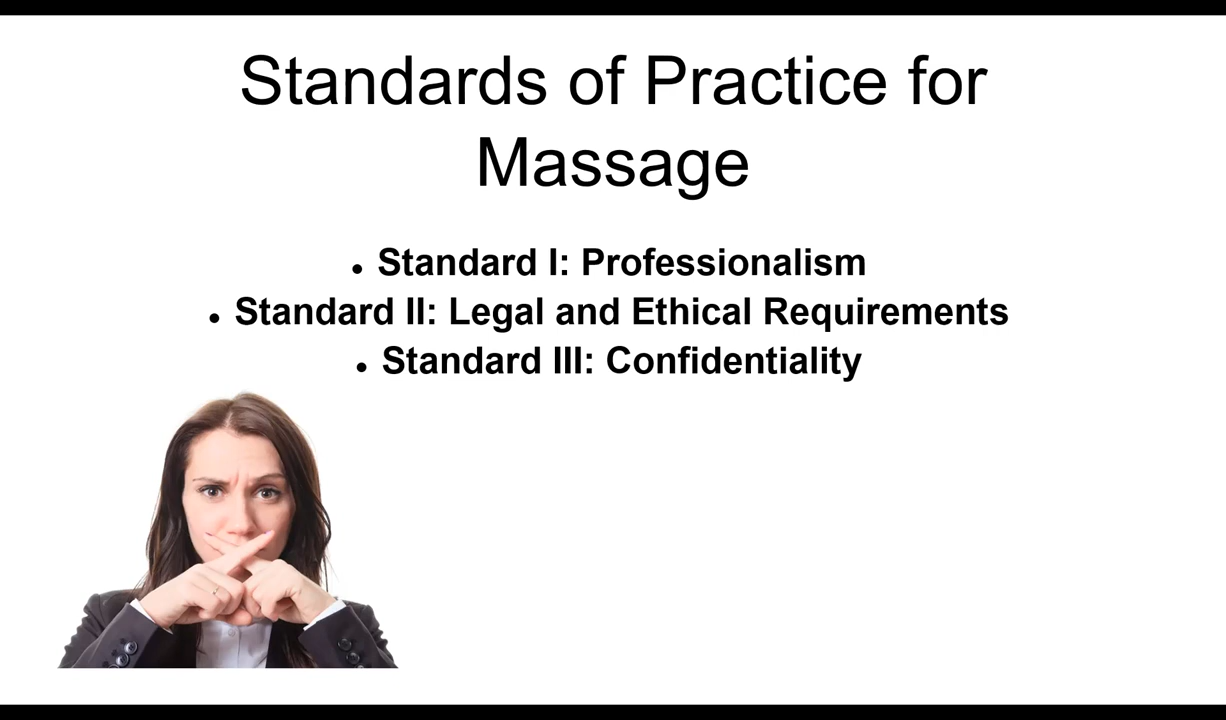 Standards of Practice for
Massage
• Standard I: Professionalism
• Standard II: Legal and Ethical Requirements
• Standard III: Confidentiality